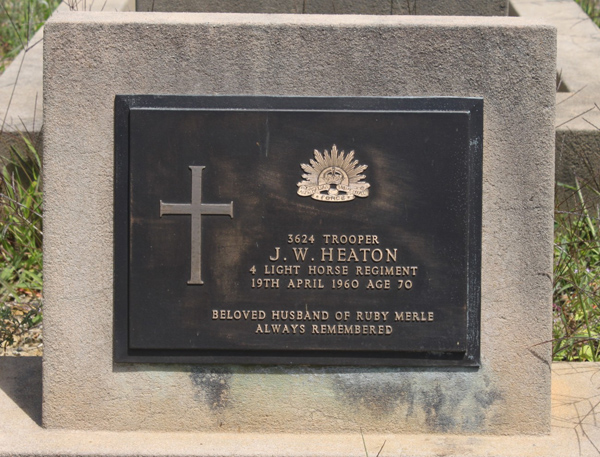 FORCE
3624 TROOPER
J. W. HEATON
4 LIGHT HORSE REGIMENT
19TH APRIL 1960 AGE 70
BELOVED HUSBAND OF RUBY MERLE
ALWAYS REMEMBERED